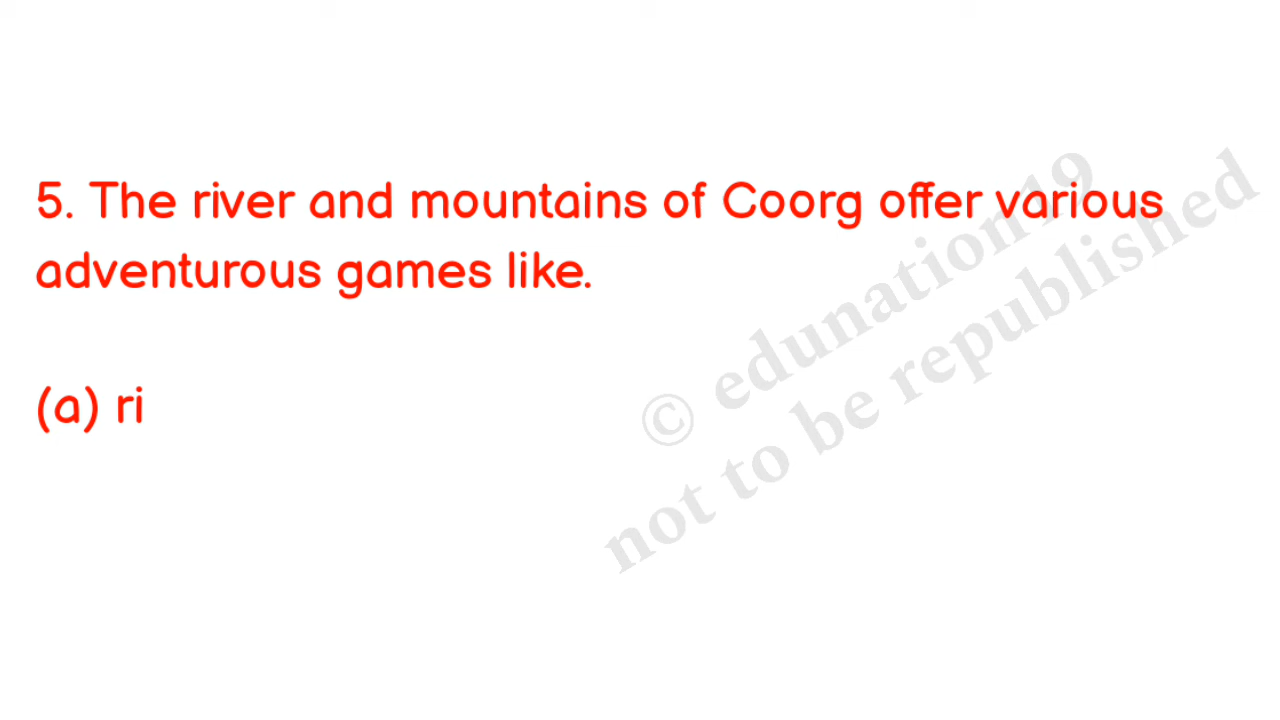 5. The river and mountains of Coorg offer various
adventurous games like.
(a) ri
© edunation19
not to be republished